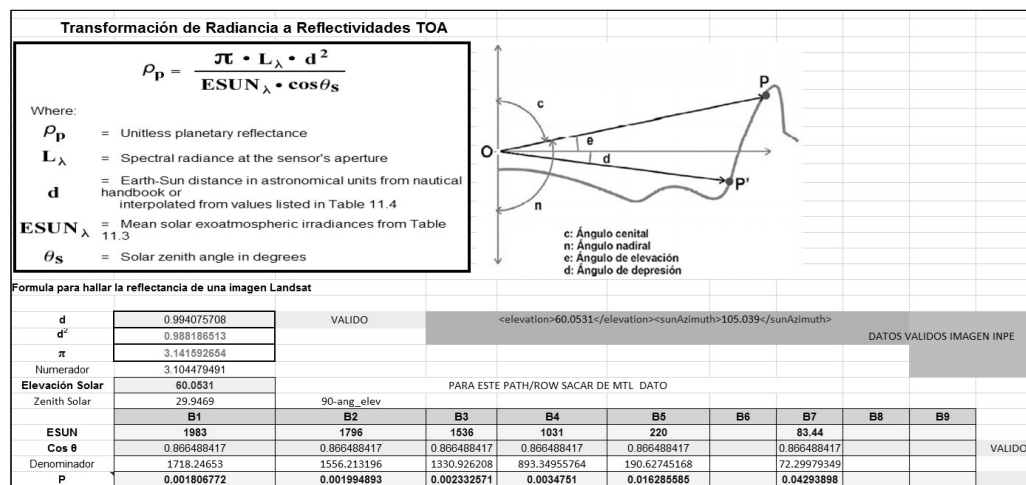 Transformación de Radiancia a Reflectividades TOA
ρp = π • Lλ • d² / ESUNλ • cosθs
Where:
ρp = Unitless planetary reflectance
Lλ = Spectral radiance at the sensor's aperture
d = Earth-Sun distance in astronomical units from nautical
handbook or
interpolated from values listed in Table 11.4
ESUNλ = Mean solar exoatmospheric irradiances from Table
11.3
θs = Solar zenith angle in degrees
P
c
e
O
d
P'
n
c: Ángulo cenital
n: Ángulo nadiral
e: Ángulo de elevación
d: Ángulo de depresión
Formula para hallar la reflectancia de una imagen Landsat
d 0.994075708 VALIDO <elevation>60.0531</elevation><sunAzimuth>105.039</sunAzimuth>
d² 0.988186513 DATOS VALIDOS IMAGEN INPE
π 3.141592654
Numerador 3.104479491
Elevación Solar 60.0531 PARA ESTE PATH/ROW SACAR DE MTL DATO
Zenith Solar 29.9469 90-ang_elev
B1 B2 B3 B4 B5 B6 B7 B8 B9
ESUN 1983 1796 1536 1031 220 83.44
Cos θ 0.866488417 0.866488417 0.866488417 0.866488417 0.866488417 0.866488417 VALIDO
Denominador 1718.24653 1556.213196 1330.926208 893.34955764 190.62745168 72.29979349
P 0.001806772 0.001994893 0.002332571 0.0034751 0.016285585 0.04293898